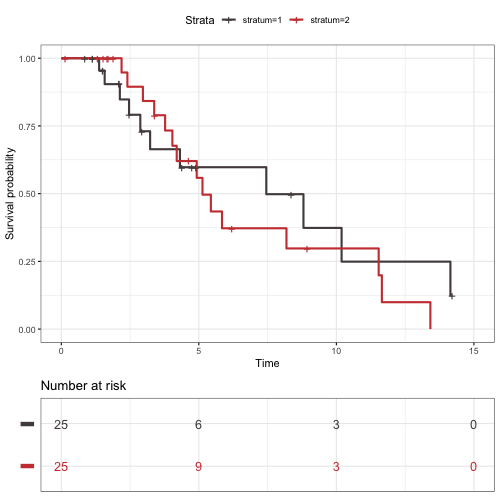 Strata stratum=1 stratum=2
1.00
0.75
0.50
0.25
0.00
Survival probability
0 5 10 15
Time
Number at risk
25 6 3 0
25 9 3 0